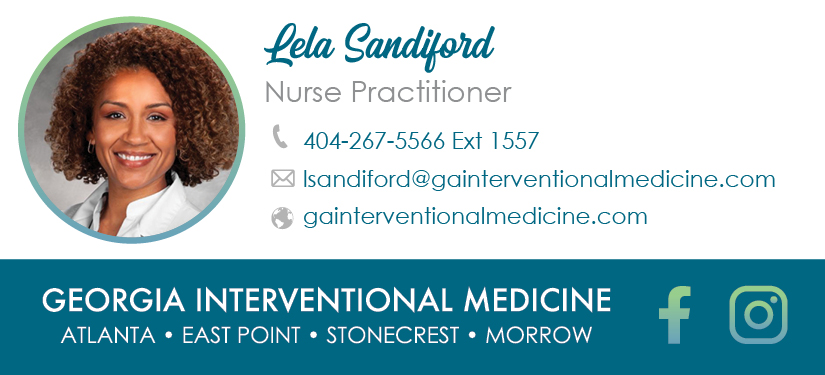 Lela Sandiford
Nurse Practitioner
404-267-5566 Ext 1557
lsandiford@gainterventionalmedicine.com
gainterventionalmedicine.com
GEORGIA INTERVENTIONAL MEDICINE
ATLANTA • EAST POINT • STONECREST • MORROW